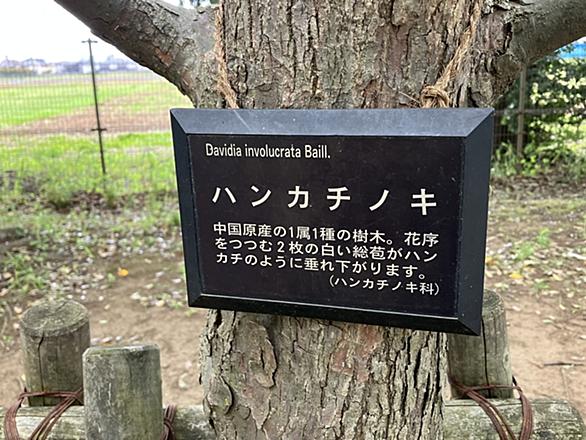 Davidia involucrata Baill.
ハンカチノキ
中国原産の1属1種の樹木。花序
をつつむ2枚の白い総苞がハン
カチのように垂れ下がります。
(ハンカチノキ科)